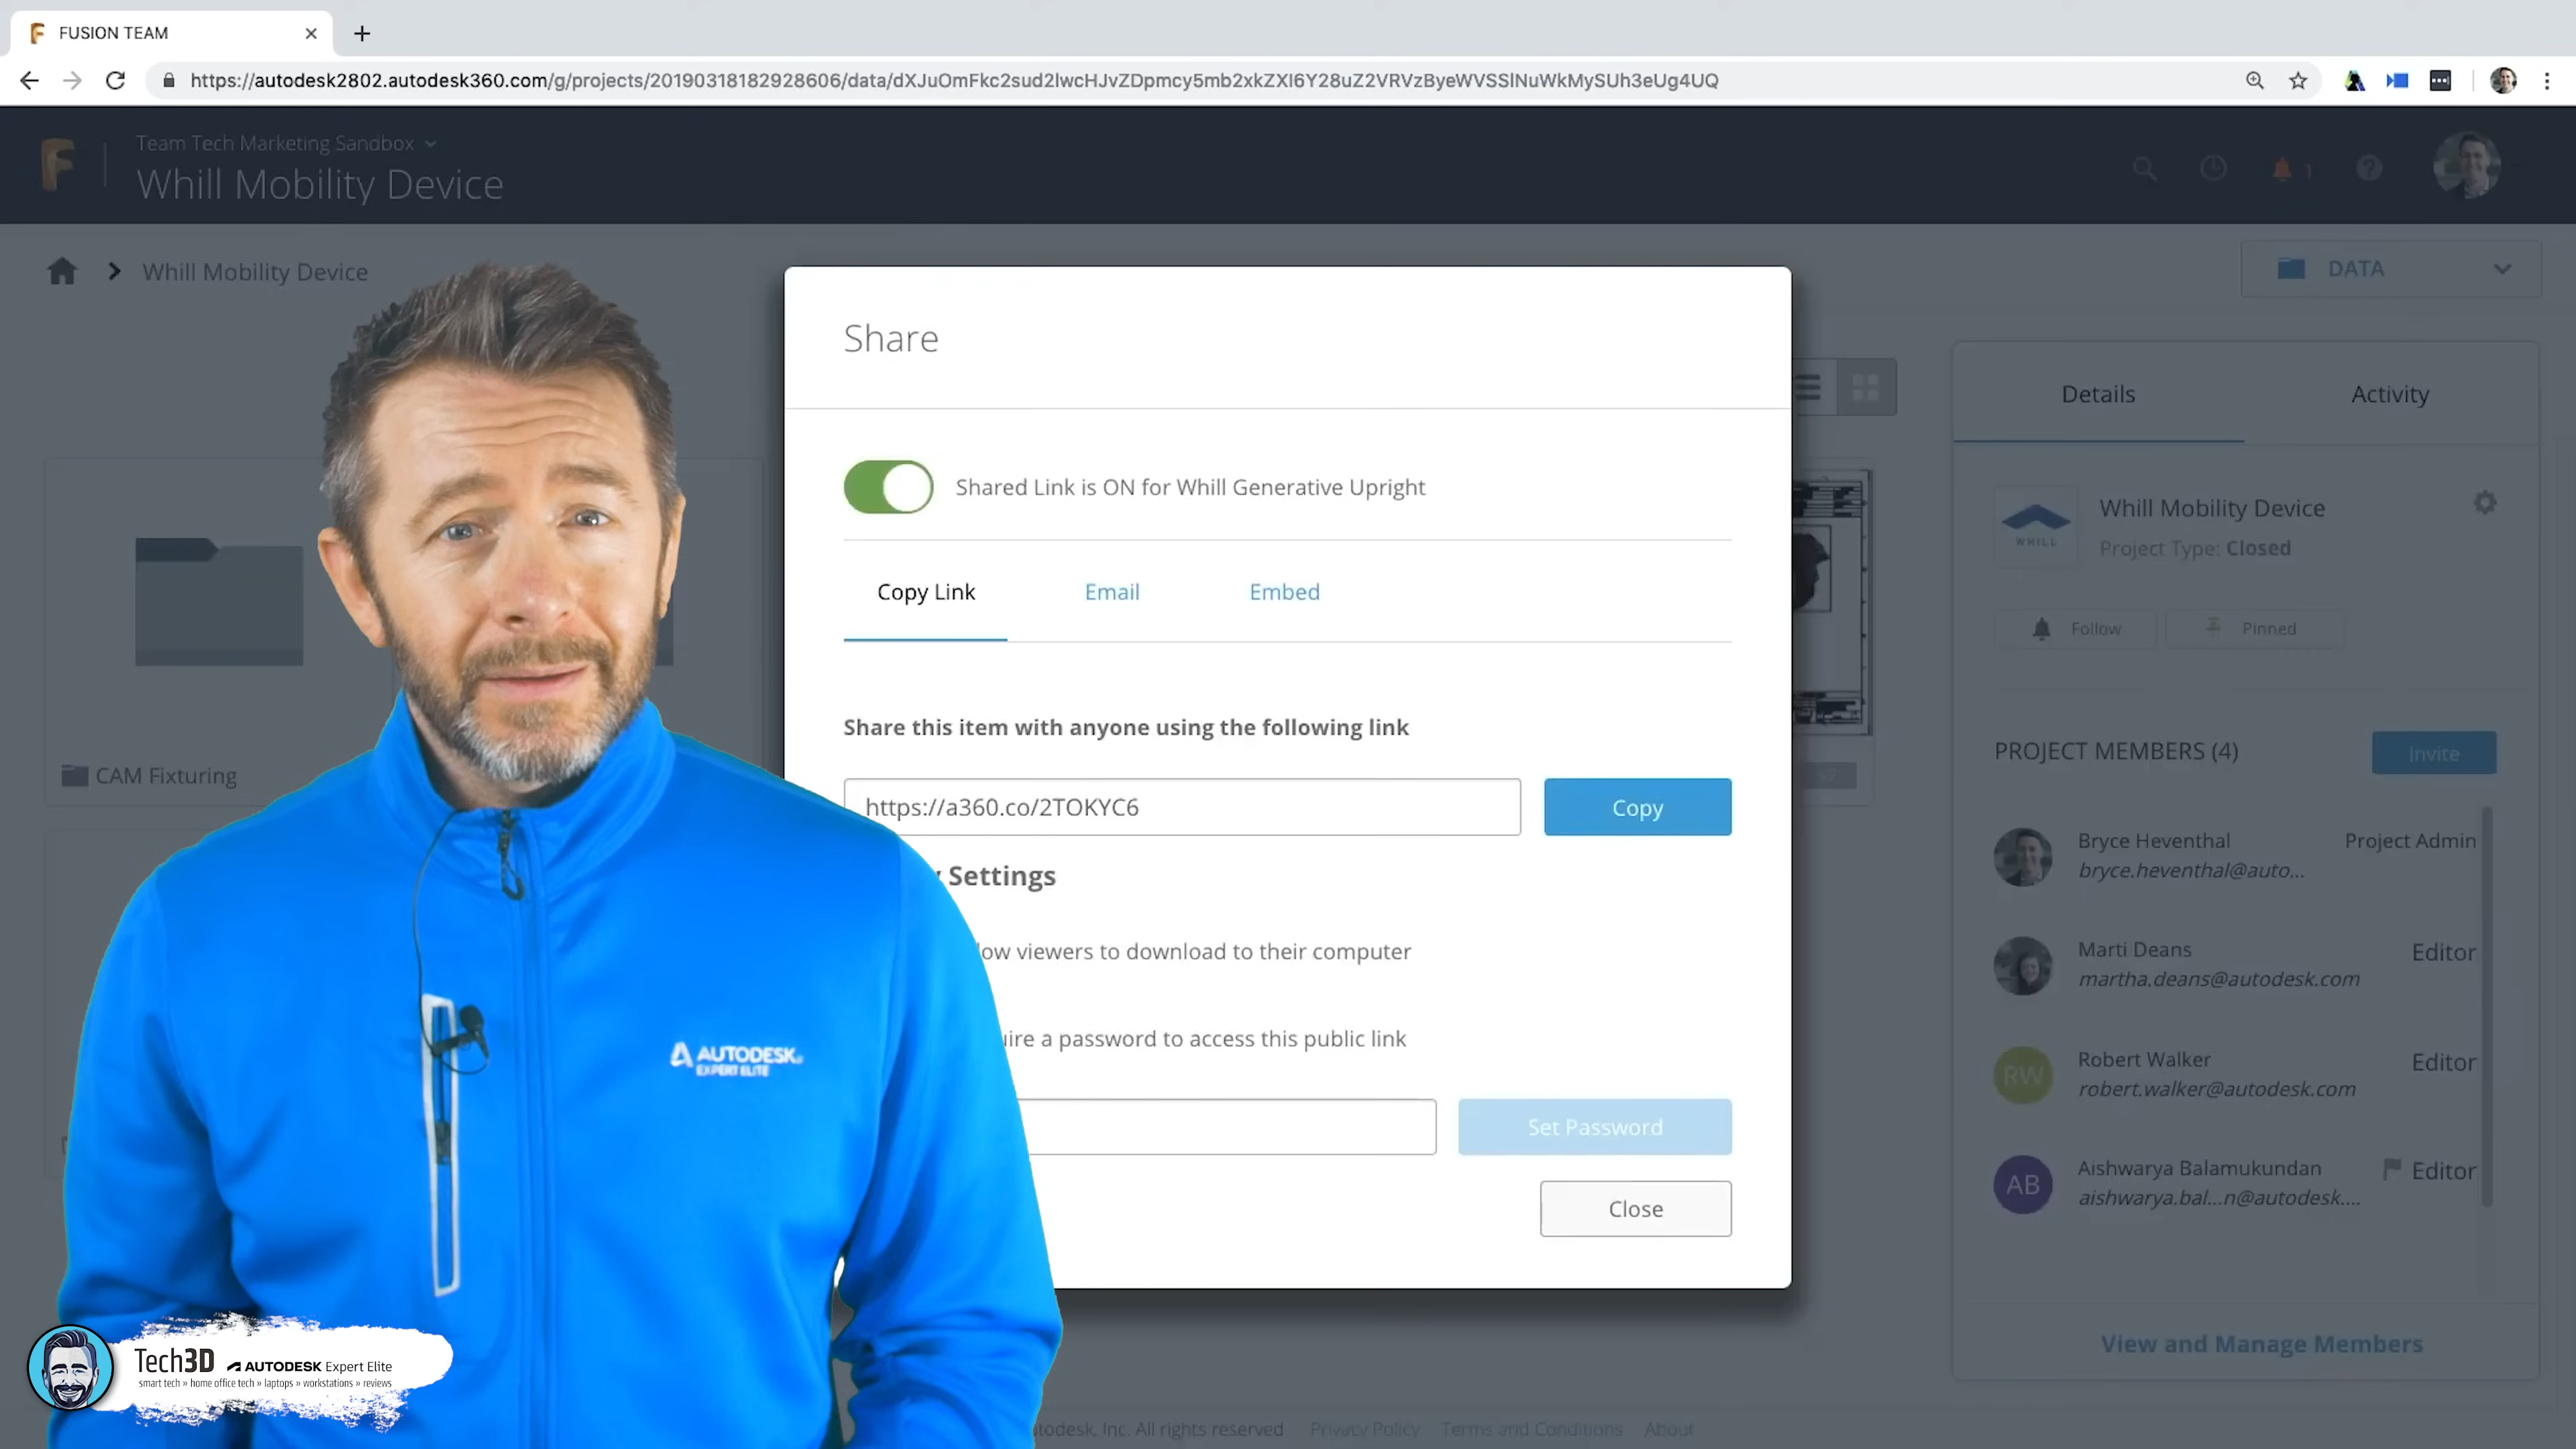 FUSION TEAM
https://autodesk2802.autodesk360.com/g/projects/20190318182928606/data/dXJuOmFkc2sud2lwcHJvZDpmcy5mb2xkZXI6Y28uZ2VRVzByeWVSSlNuWkMySUh3eUg4UQ
Team Tech Marketing Sandbox
Whill Mobility Device
1
Whill Mobility Device
DATA
Share
Shared Link is ON for Whill Generative Upright
Copy Link Email Embed
Share this item with anyone using the following link
https://a360.co/2TOKYC6 Copy
Settings
viewers to download to their computer
a password to access this public link
Set Password
Close
CAM Fixturing
Details Activity
WHILL
Whill Mobility Device
Project Type: Closed
Follow Pinned
PROJECT MEMBERS (4) Invite
Bryce Heventhal Project Admin
bryce.heventhal@auto...
Marti Deans Editor
martha.deans@autodesk.com
RW Robert Walker Editor
robert.walker@autodesk.com
AB Aishwarya Balamukundan Editor
aishwarya.bal...n@autodesk....
View and Manage Members
AUTODESK
EXPERT ELITE
Tech3D AUTODESK Expert Elite
smart tech » home office tech » laptops » workstations » reviews
Inc. All rights reserved Privacy Policy Terms and Conditions About